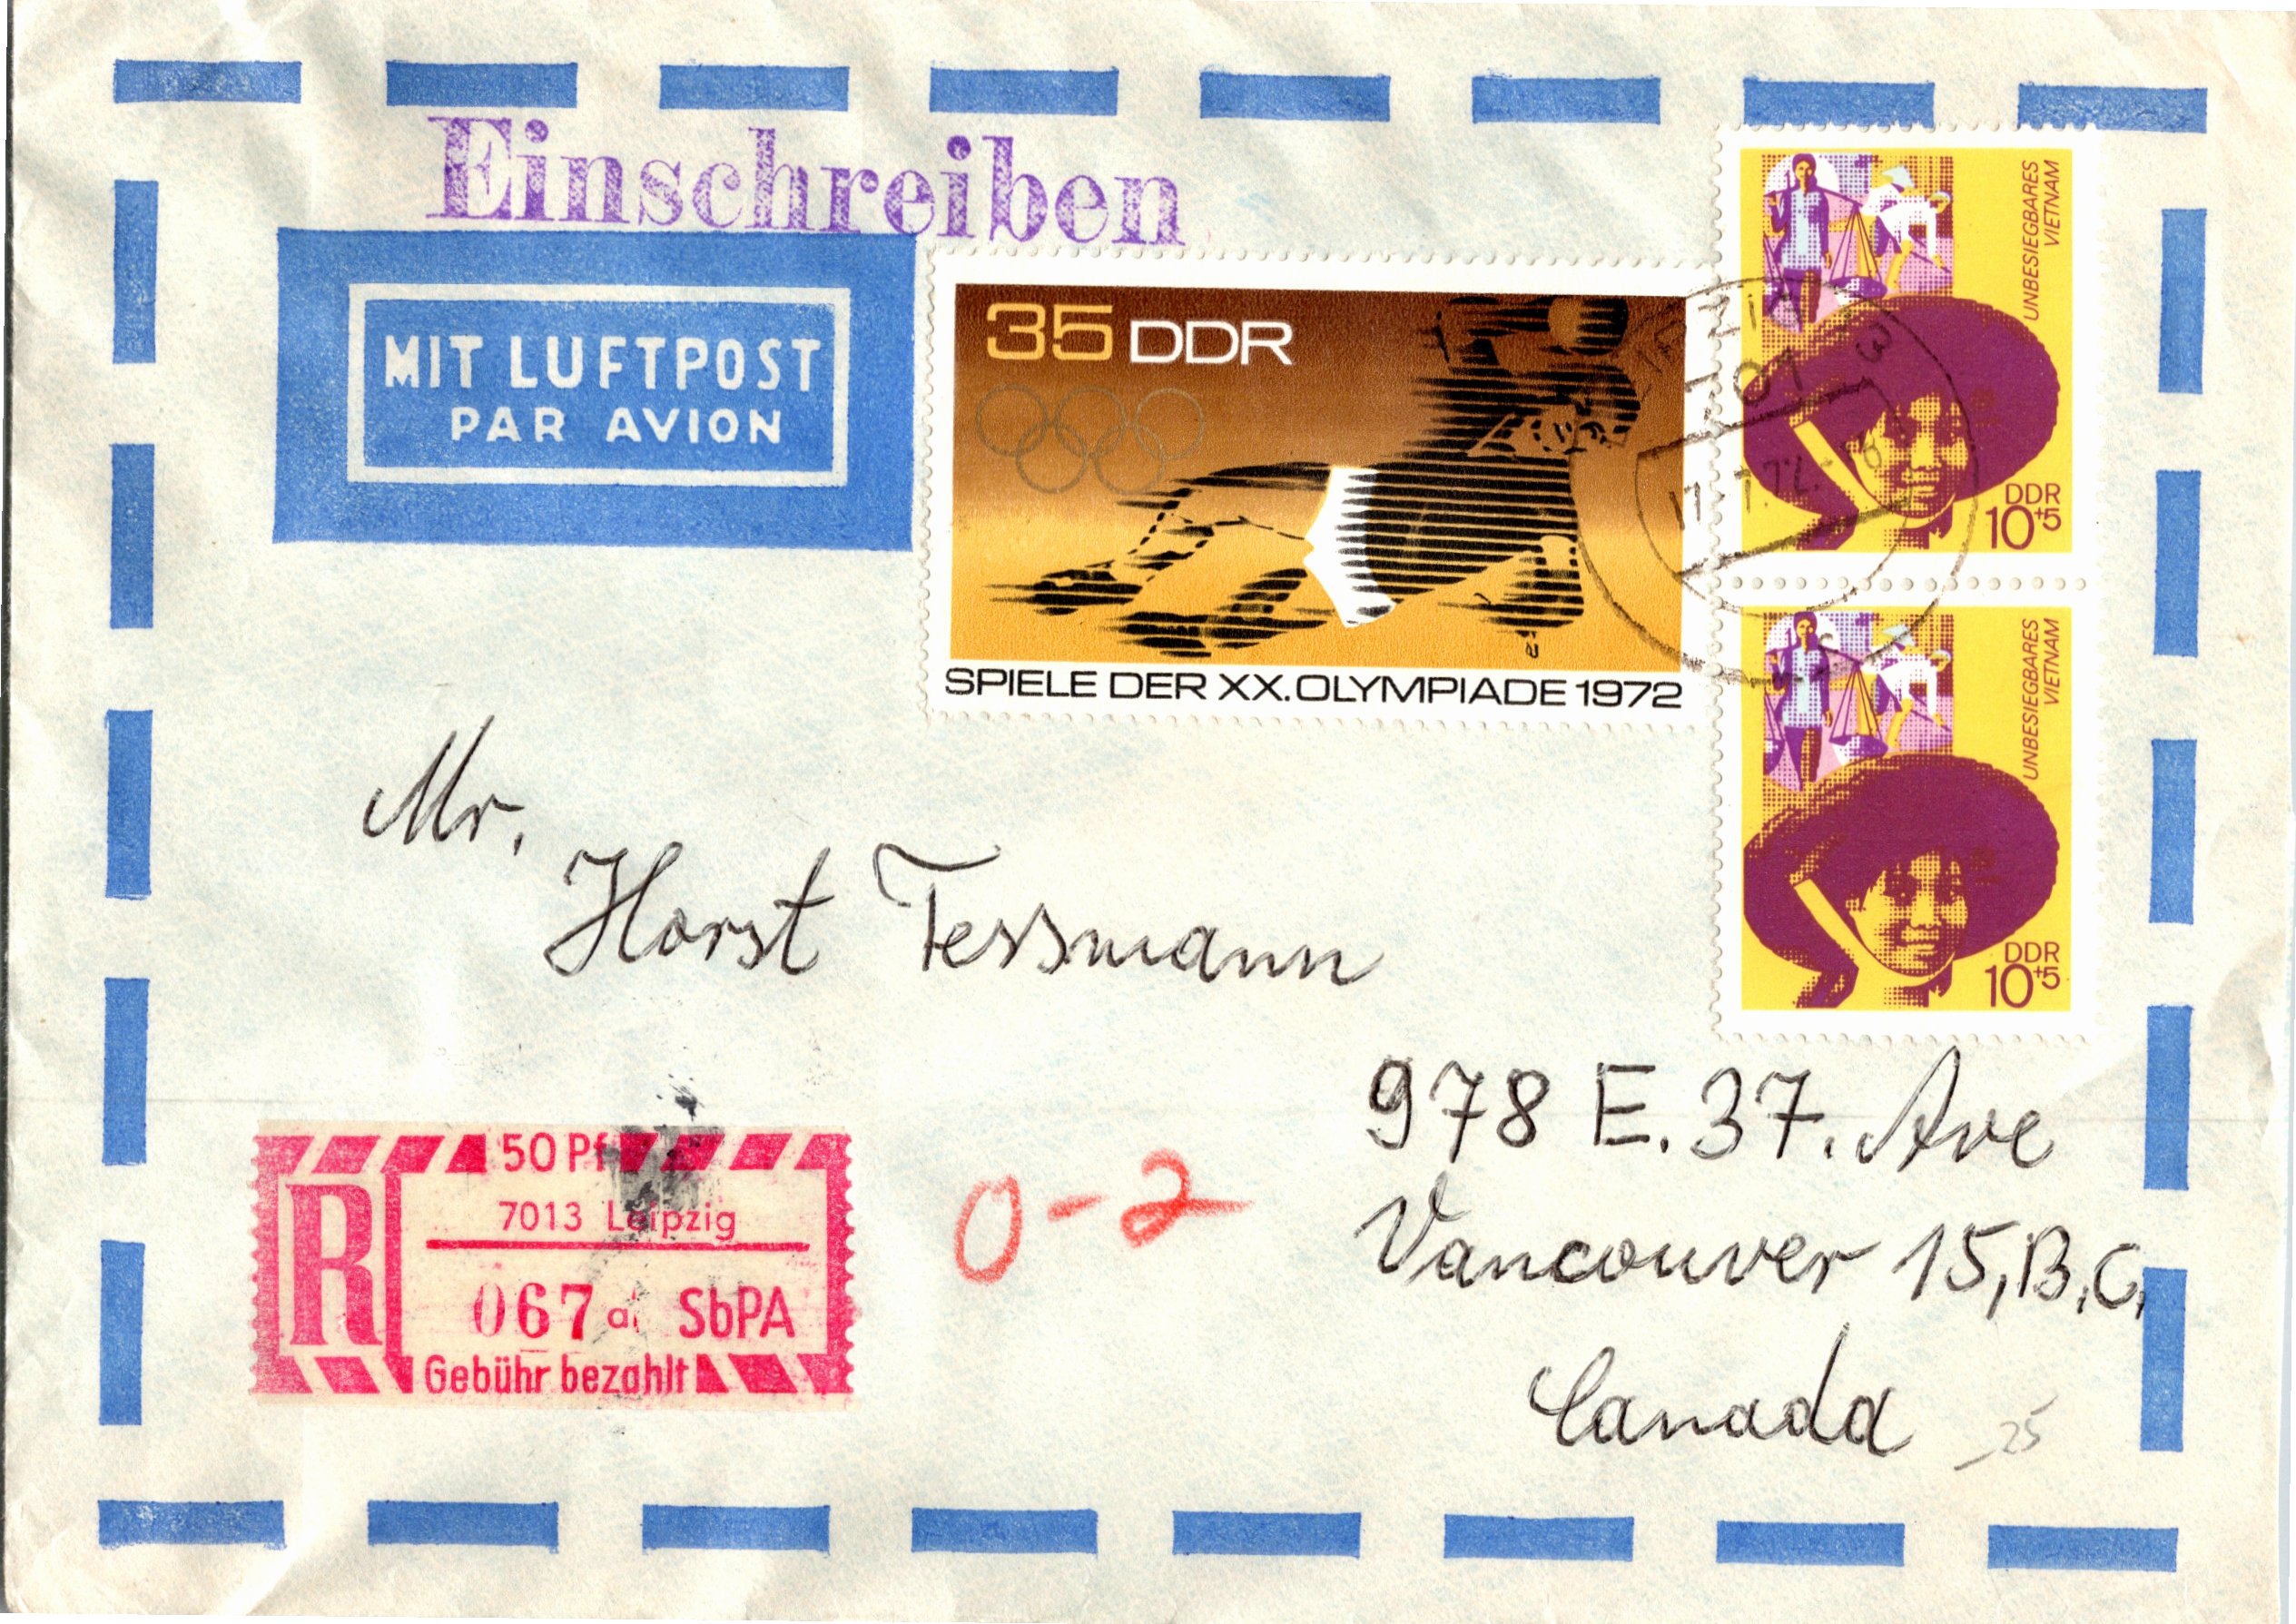 Einschreiben
MIT LUFTPOST
PAR AVION
35 DDR
SPIELE DER XX. OLYMPIADE 1972
UNBESIEGBARES
VIETNAM
DDR
10+5
UNBESIEGBARES
VIETNAM
DDR
10+5
701
Mr.
Horst Tessmann
978 E. 37. Ave
Vancouver 15, B.C.
Canada
25
50 Pf
R
7013 Leipzig
067 SbPA
Gebühr bezahlt
0-2